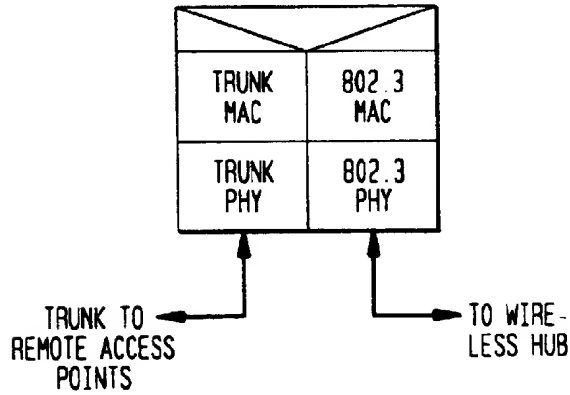 TRUNK
MAC
802.3
MAC
TRUNK
PHY
802.3
PHY
TRUNK TO
REMOTE ACCESS
POINTS
TO WIRE-
LESS HUB